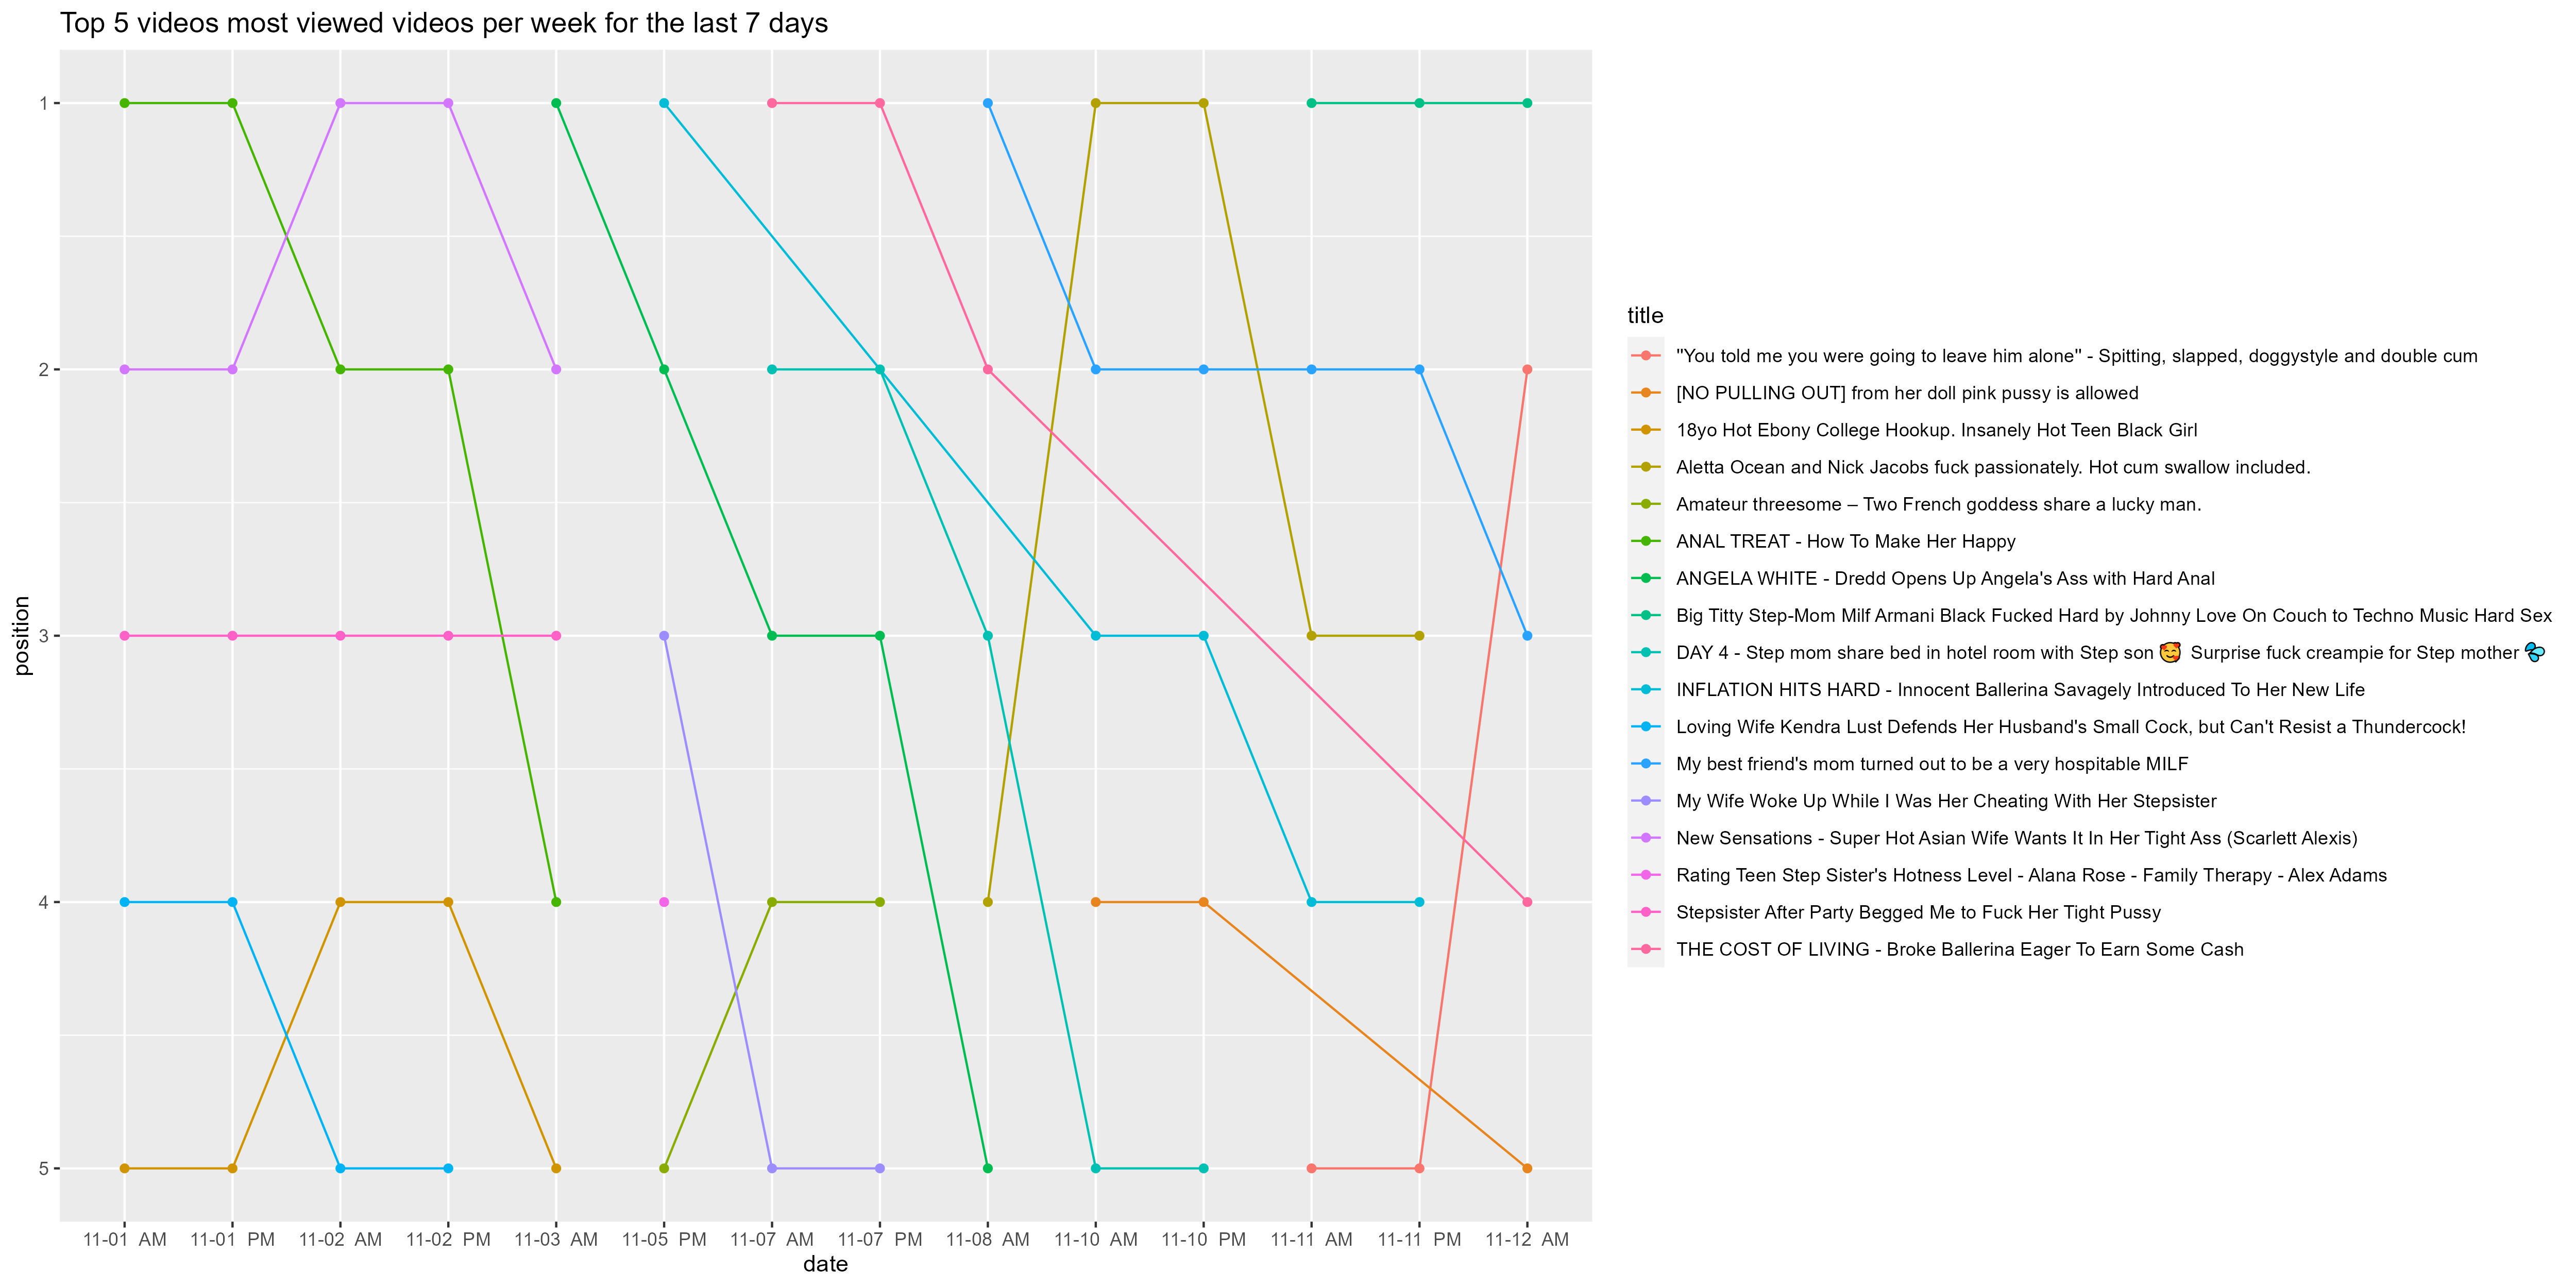 Top 5 videos most viewed videos per week for the last 7 days
position
1
2
3
4
5
11-01  AM
11-01  PM
11-02  AM
11-02  PM
11-03  AM
11-05  PM
11-07  AM
11-07  PM
11-08  AM
11-10  AM
11-10  PM
11-11  AM
11-11  PM
11-12  AM
date
title
"You told me you were going to leave him alone" - Spitting, slapped, doggystyle and double cum
[NO PULLING OUT] from her doll pink pussy is allowed
18yo Hot Ebony College Hookup. Insanely Hot Teen Black Girl
Aletta Ocean and Nick Jacobs fuck passionately. Hot cum swallow included.
Amateur threesome – Two French goddess share a lucky man.
ANAL TREAT - How To Make Her Happy
ANGELA WHITE - Dredd Opens Up Angela's Ass with Hard Anal
Big Titty Step-Mom Milf Armani Black Fucked Hard by Johnny Love On Couch to Techno Music Hard Sex
DAY 4 - Step mom share bed in hotel room with Step son 🥰 Surprise fuck creampie for Step mother 💦
INFLATION HITS HARD - Innocent Ballerina Savagely Introduced To Her New Life
Loving Wife Kendra Lust Defends Her Husband's Small Cock, but Can't Resist a Thundercock!
My best friend's mom turned out to be a very hospitable MILF
My Wife Woke Up While I Was Her Cheating With Her Stepsister
New Sensations - Super Hot Asian Wife Wants It In Her Tight Ass (Scarlett Alexis)
Rating Teen Step Sister's Hotness Level - Alana Rose - Family Therapy - Alex Adams
Stepsister After Party Begged Me to Fuck Her Tight Pussy
THE COST OF LIVING - Broke Ballerina Eager To Earn Some Cash